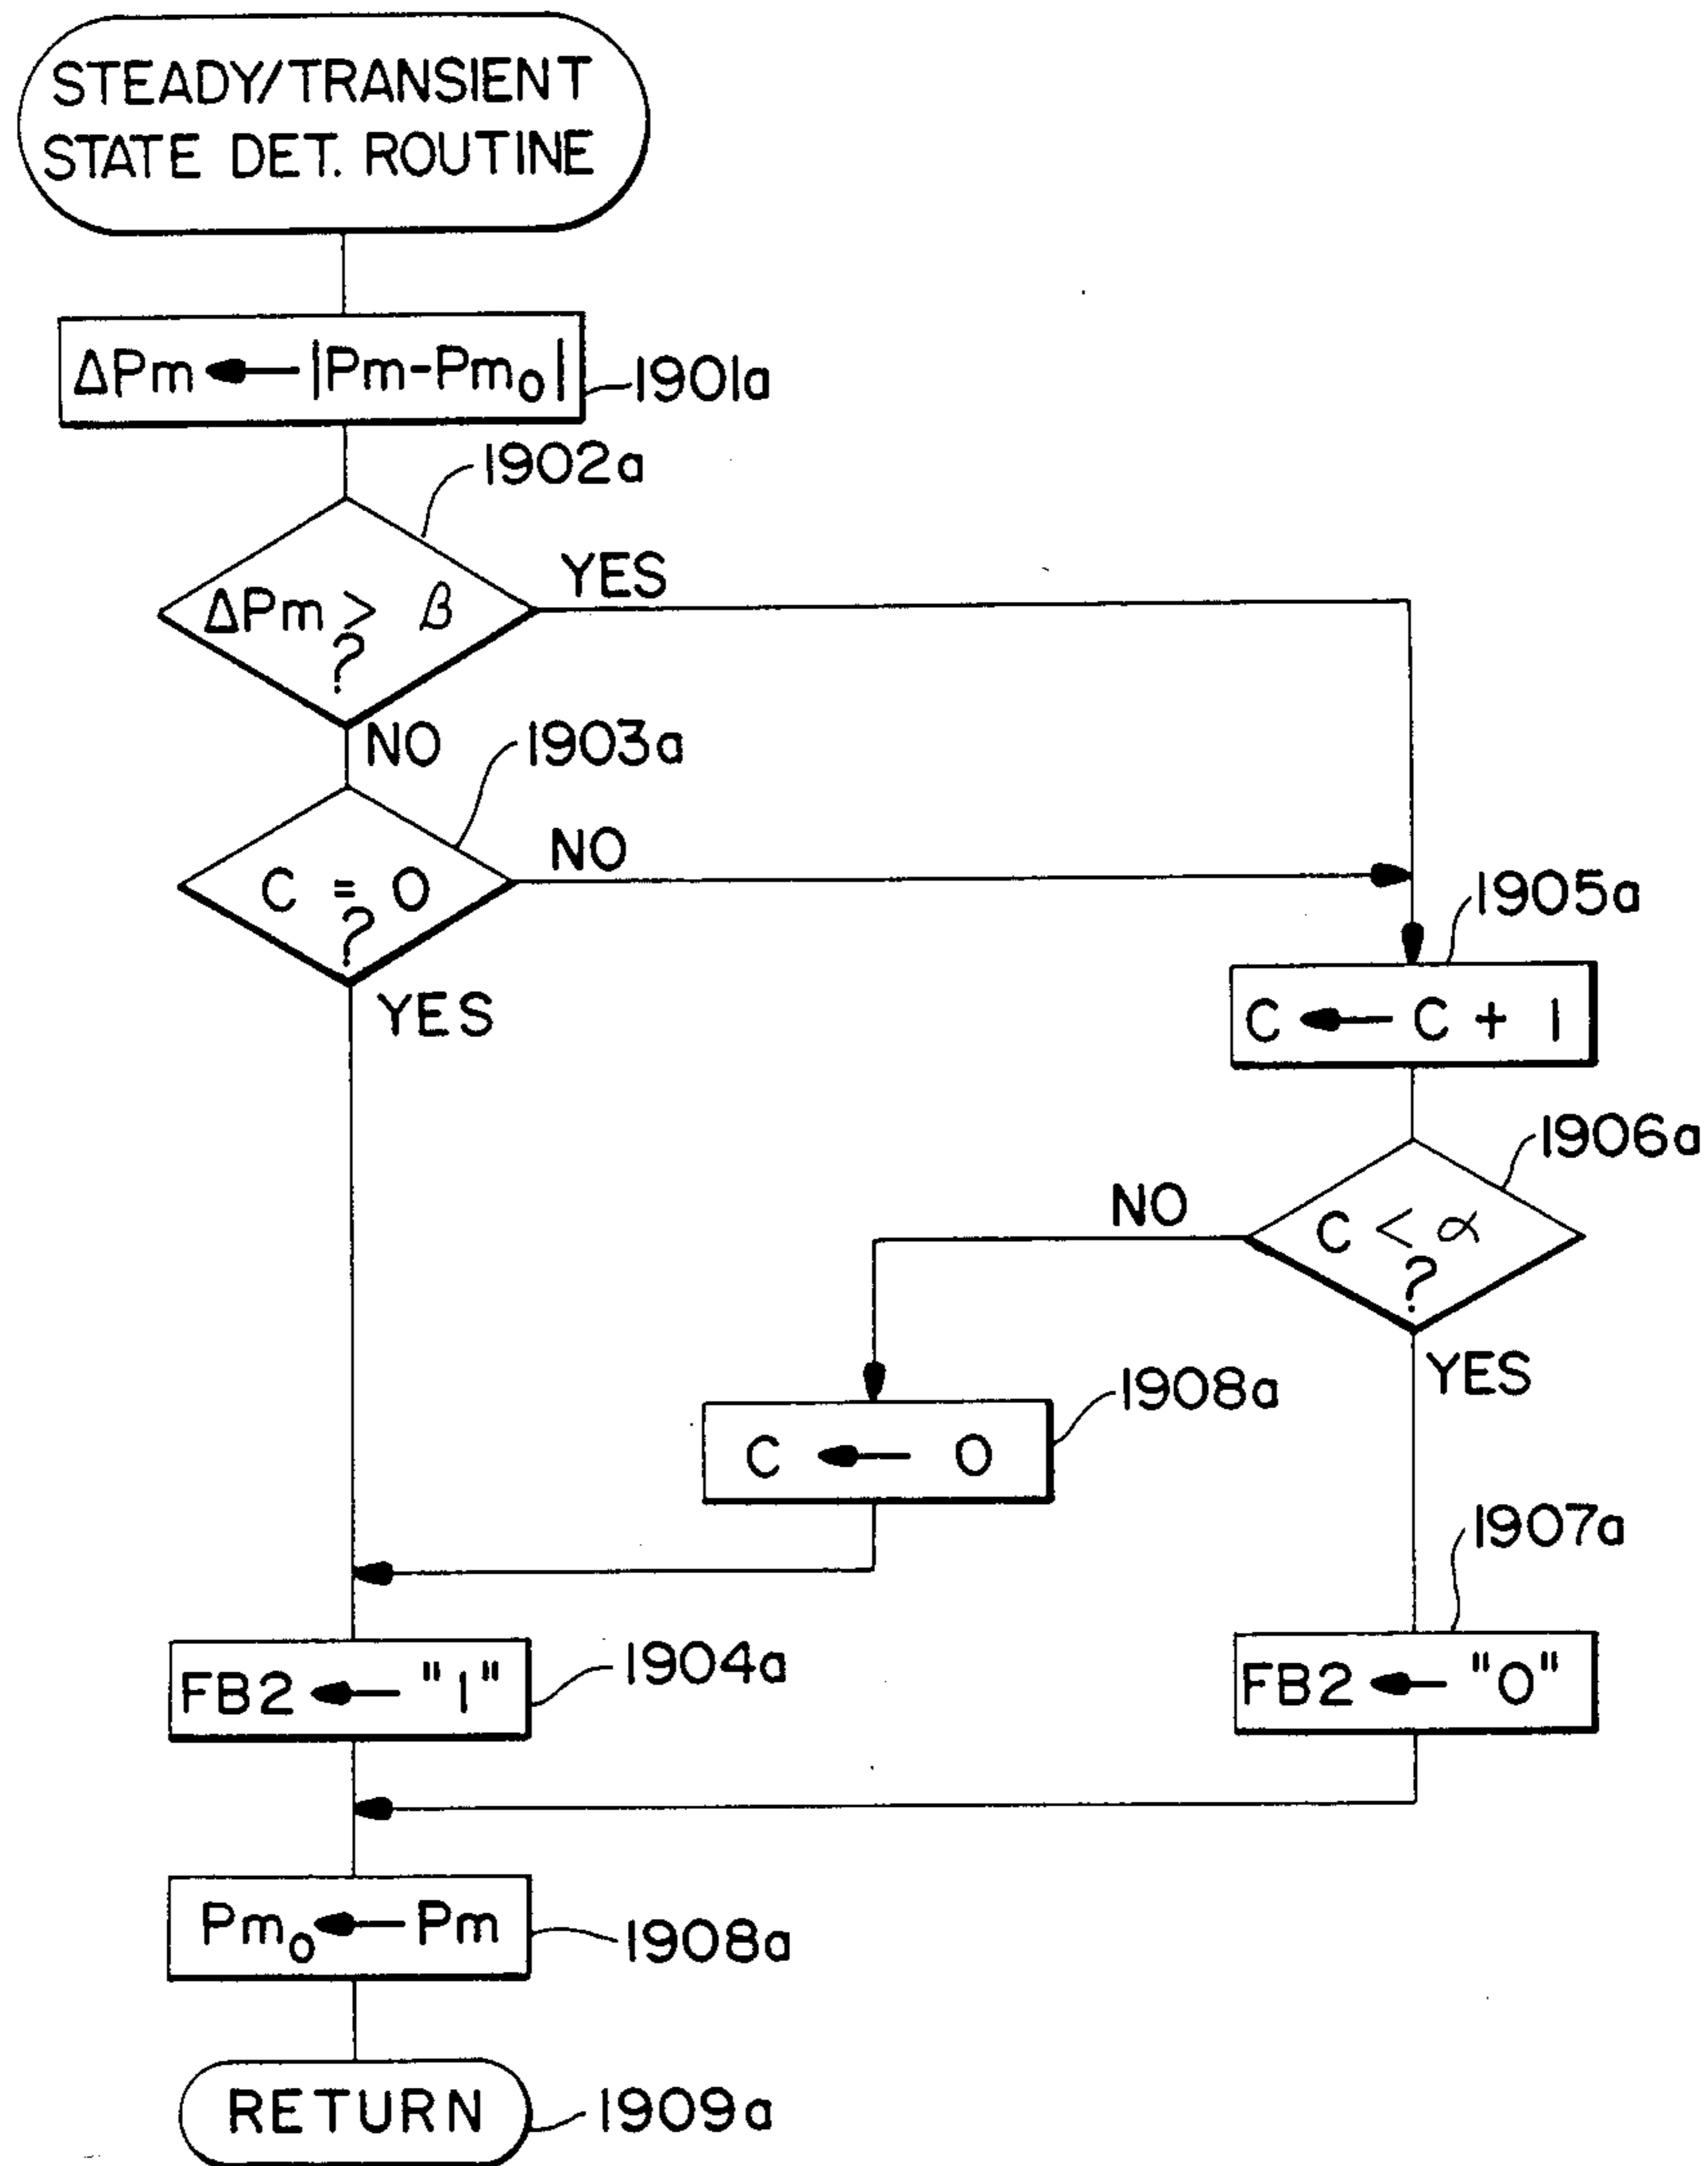 STEADY/TRANSIENT
STATE DET. ROUTINE
ΔPm ← |Pm-Pm₀|
1901a
1902a
ΔPm > β
?
YES
NO
1903a
C = 0
?
NO
YES
1905a
C ← C + 1
1906a
C < α
?
NO
YES
1908a
C ← 0
1907a
FB2 ← "1"
1904a
FB2 ← "0"
Pm₀ ← Pm
1908a
RETURN
1909a